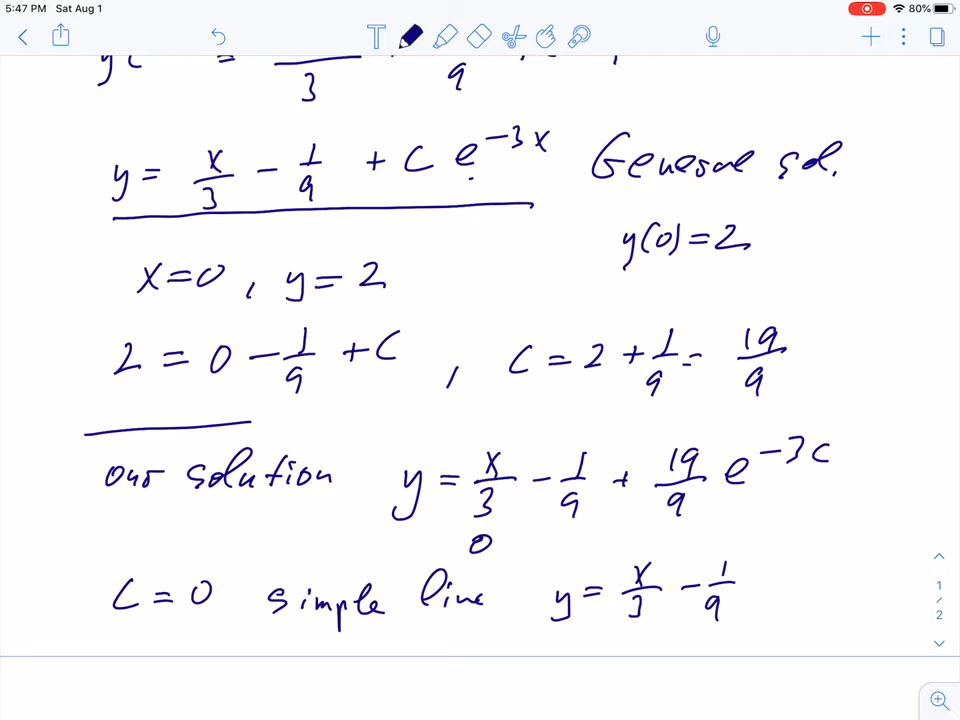 5:47 PM Sat Aug 1 80%
3 9
y = x/3 - 1/9 + C e^-3x General sol.
y(0) = 2
x = 0 , y = 2
2 = 0 - 1/9 + C , C = 2 + 1/9 = 19/9
our solution y = x/3 - 1/9 + 19/9 e^-3c
0
C = 0 simple line y = x/3 - 1/9
1/2